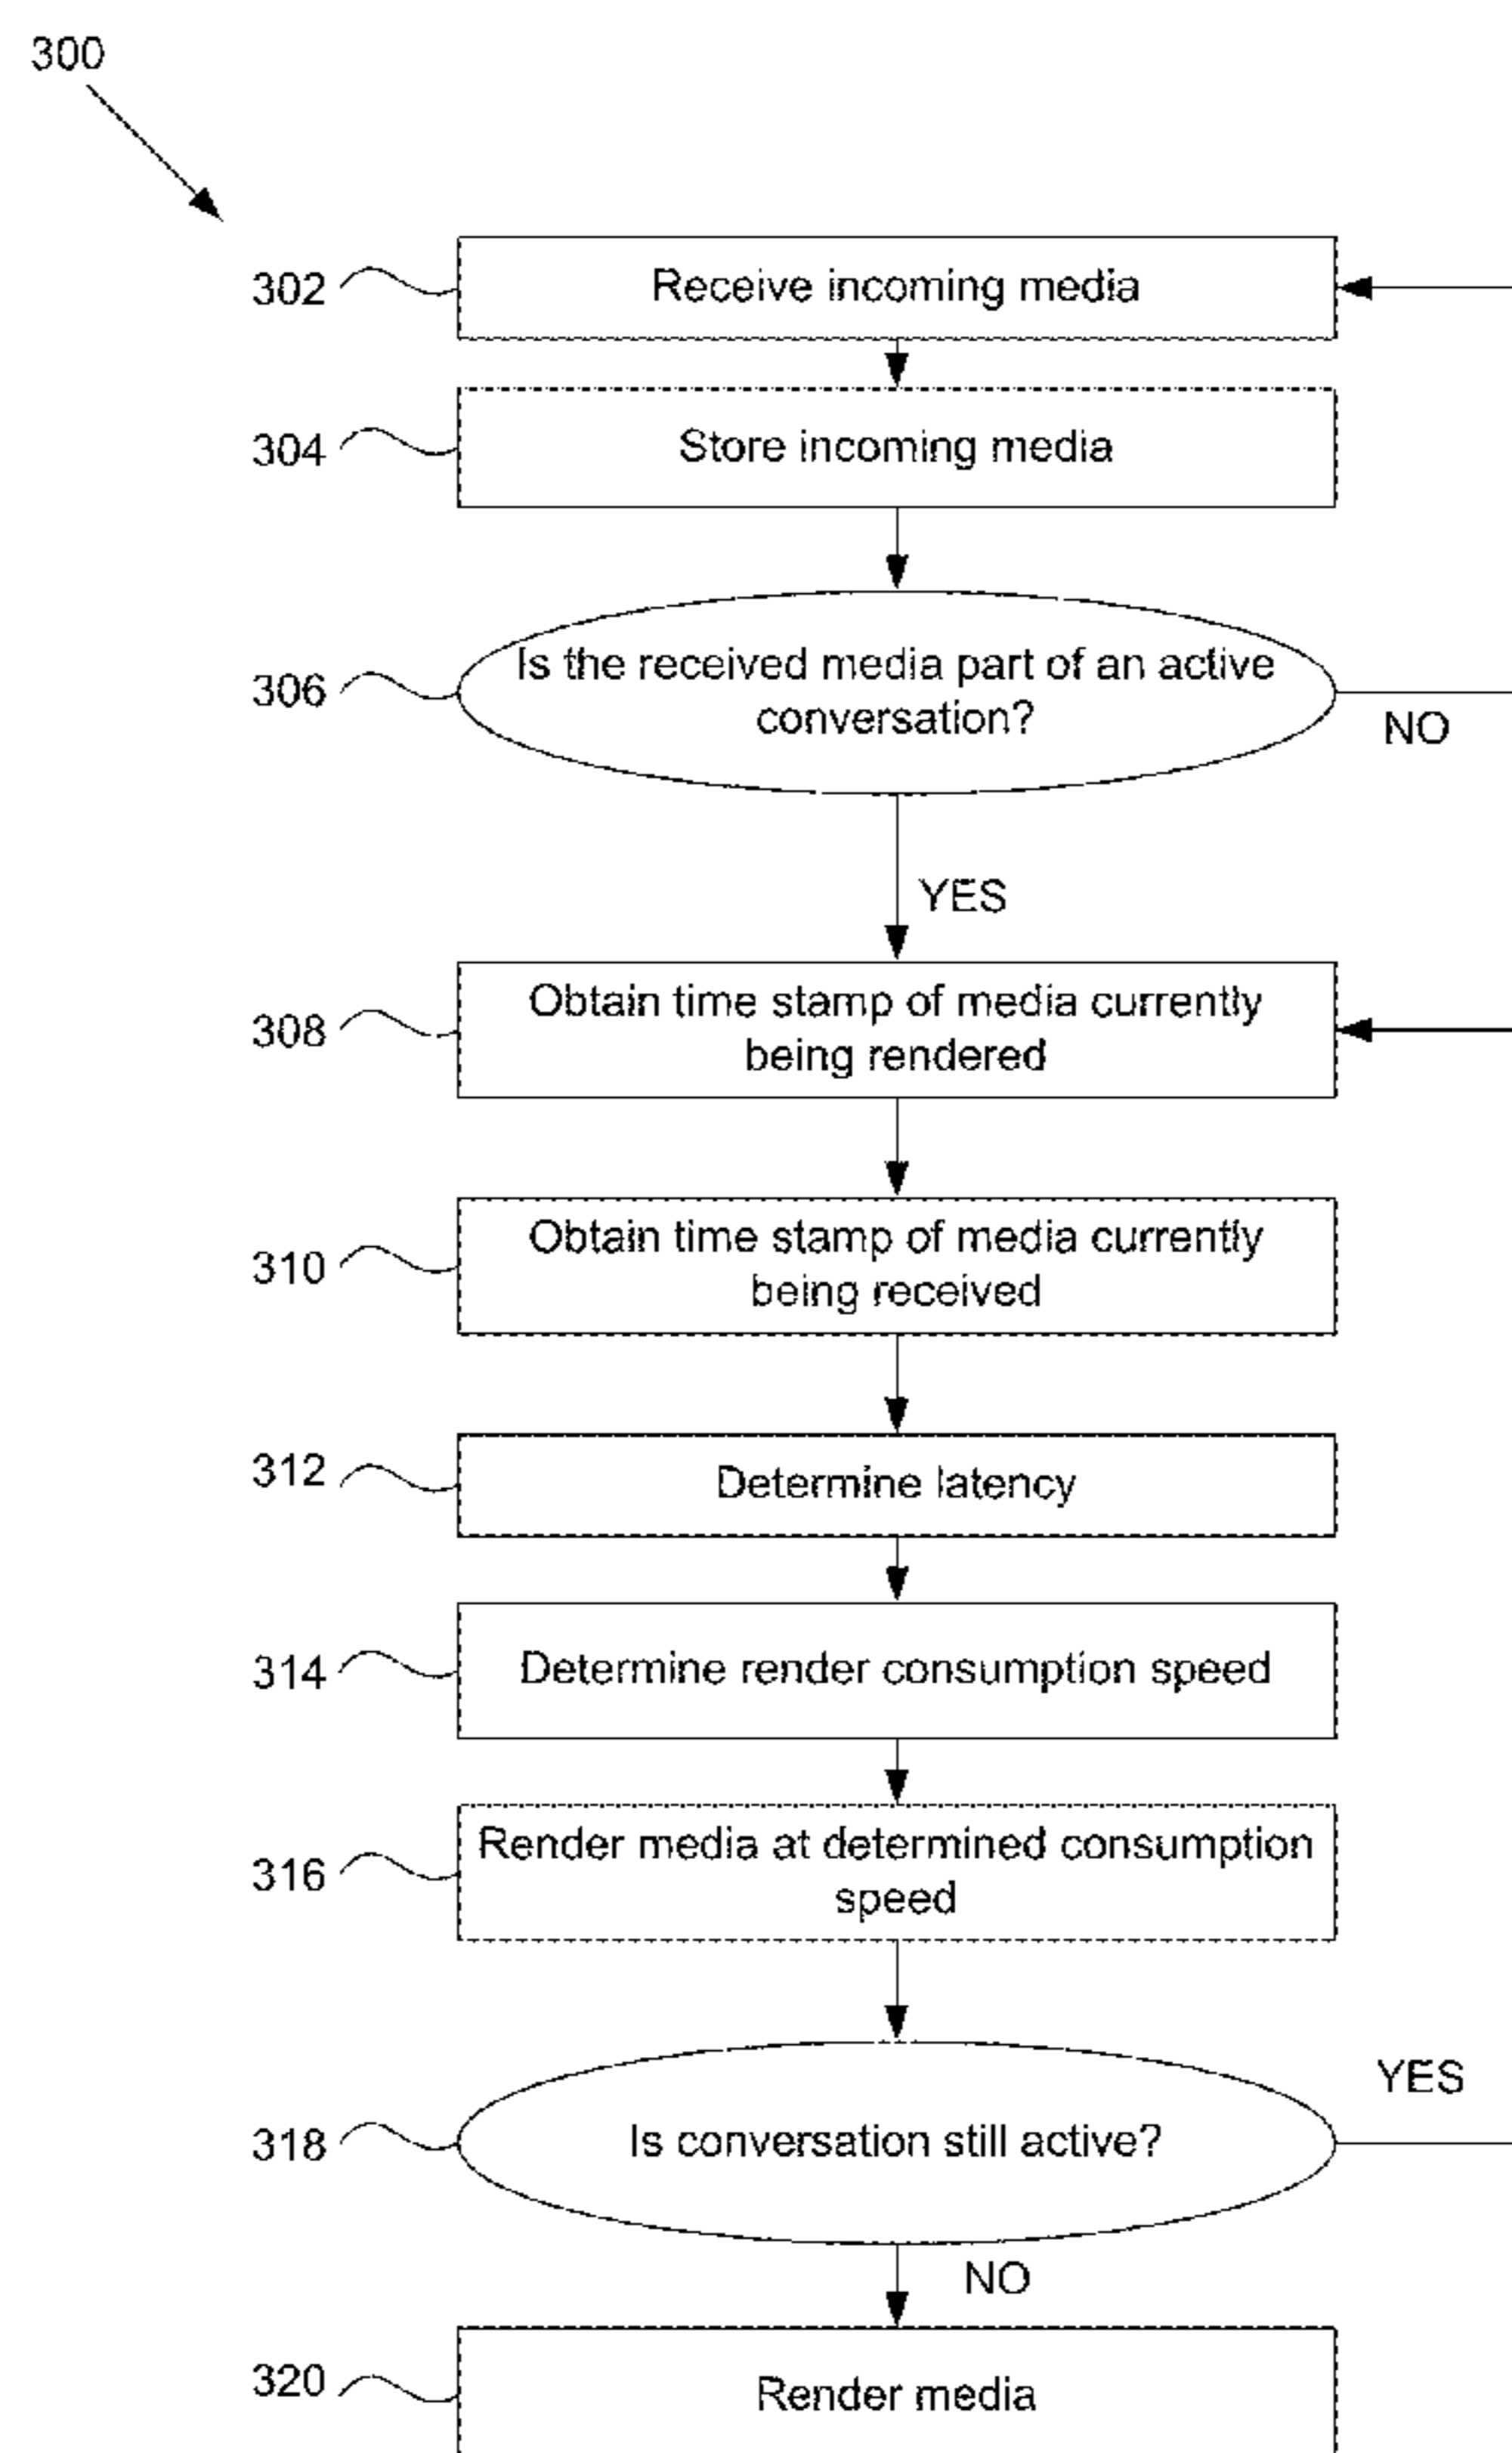 300
302
Receive incoming media
304
Store incoming media
306
Is the received media part of an active
conversation?
NO
YES
308
Obtain time stamp of media currently
being rendered
310
Obtain time stamp of media currently
being received
312
Determine latency
314
Determine render consumption speed
316
Render media at determined consumption
speed
YES
318
Is conversation still active?
NO
320
Render media